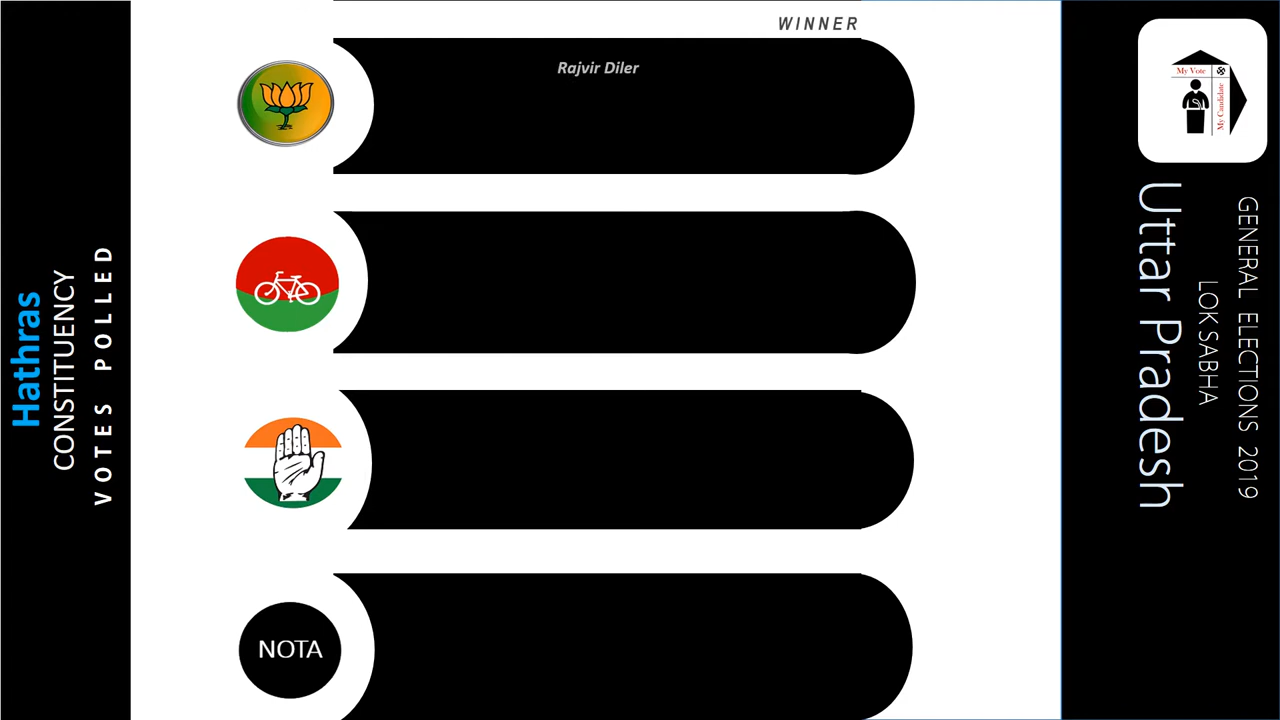 Hathras
CONSTITUENCY
VOTES POLLED
WINNER
Rajvir Diler
NOTA
My Vote
My Candidate
GENERAL ELECTIONS 2019
LOK SABHA
Uttar Pradesh